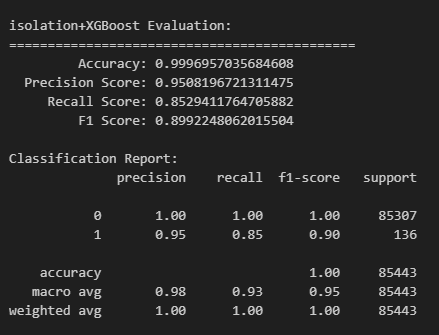 isolation+XGBoost Evaluation:
=============================================
Accuracy: 0.9996957035684608
Precision Score: 0.9508196721311475
Recall Score: 0.8529411764705882
F1 Score: 0.8992248062015504
Classification Report:
precision recall f1-score support
0 1.00 1.00 1.00 85307
1 0.95 0.85 0.90 136
accuracy 1.00 85443
macro avg 0.98 0.93 0.95 85443
weighted avg 1.00 1.00 1.00 85443